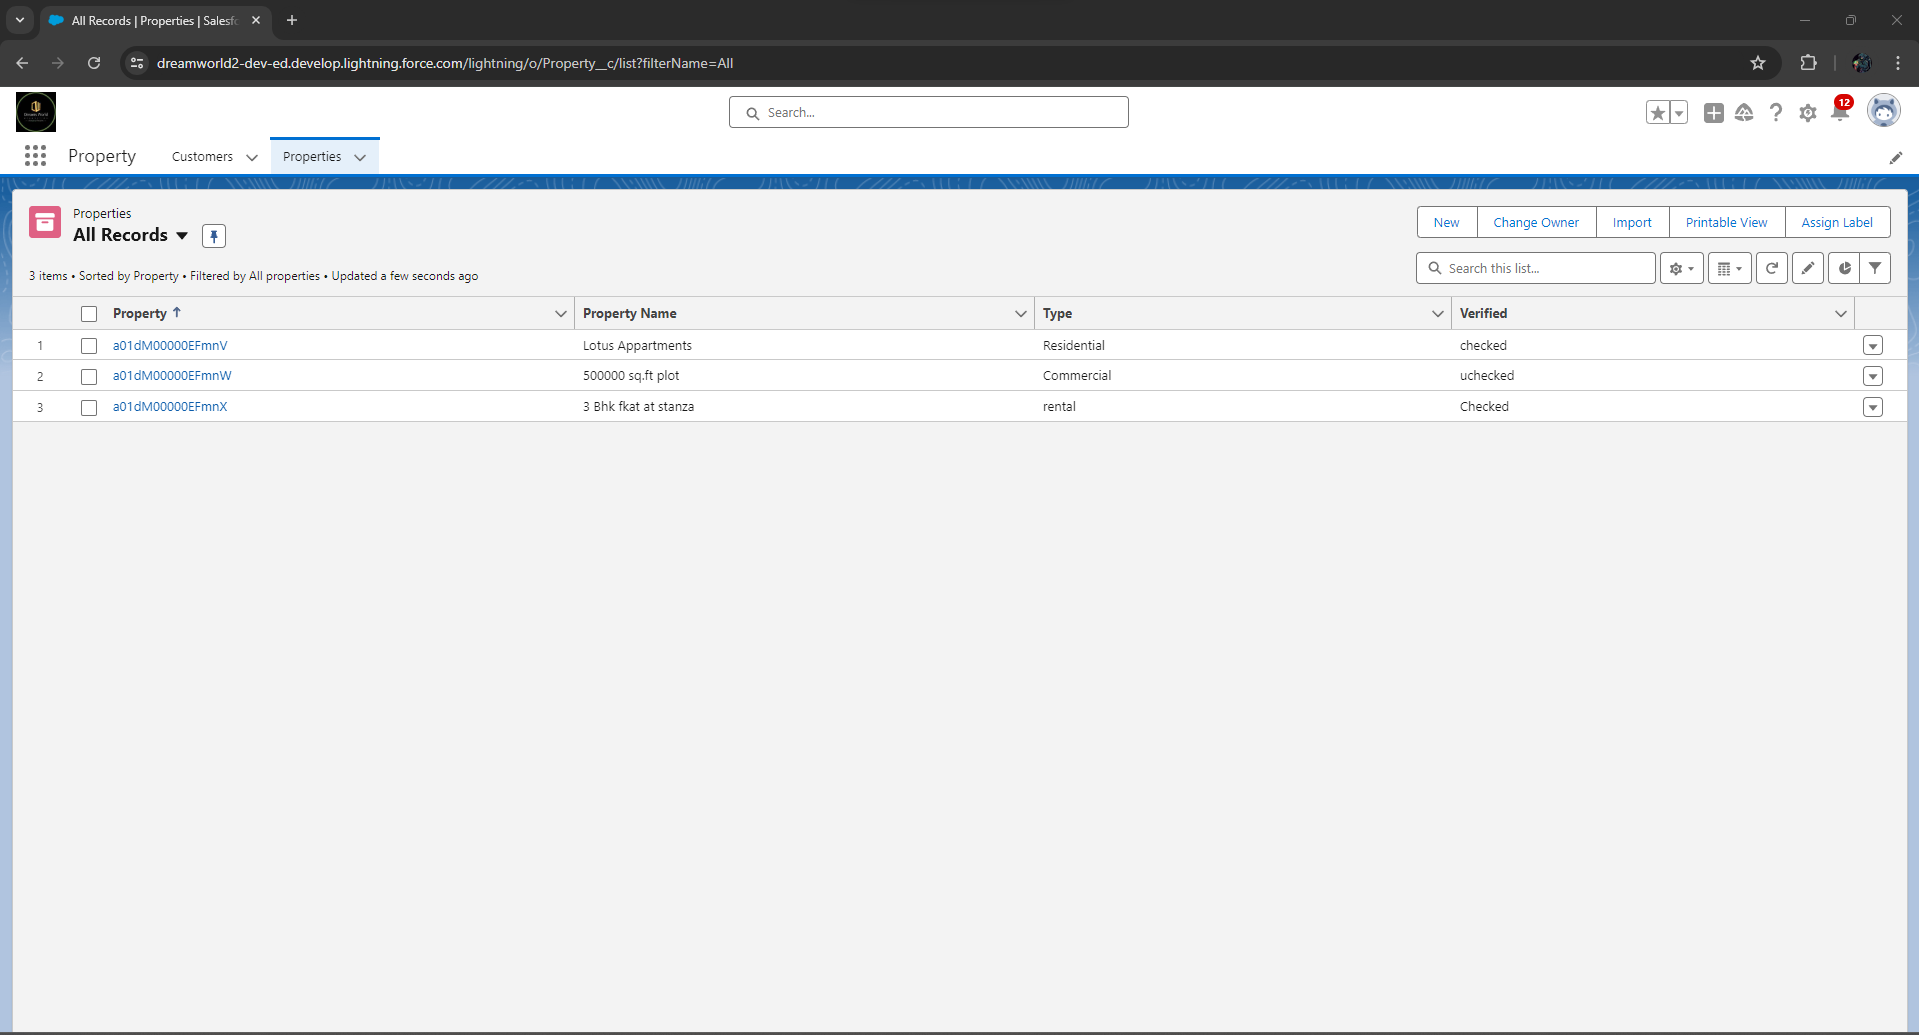 All Records | Properties | Salesfo
dreamworld2-dev-ed.develop.lightning.force.com/lightning/o/Property__c/list?filterName=All
Search...
12
Property Customers Properties
Properties
All Records
New Change Owner Import Printable View Assign Label
3 items • Sorted by Property • Filtered by All properties • Updated a few seconds ago
Search this list...
Property Property Name Type Verified
1 a01dM00000EFmnV Lotus Appartments Residential checked
2 a01dM00000EFmnW 500000 sq.ft plot Commercial uchecked
3 a01dM00000EFmnX 3 Bhk fkat at stanza rental Checked